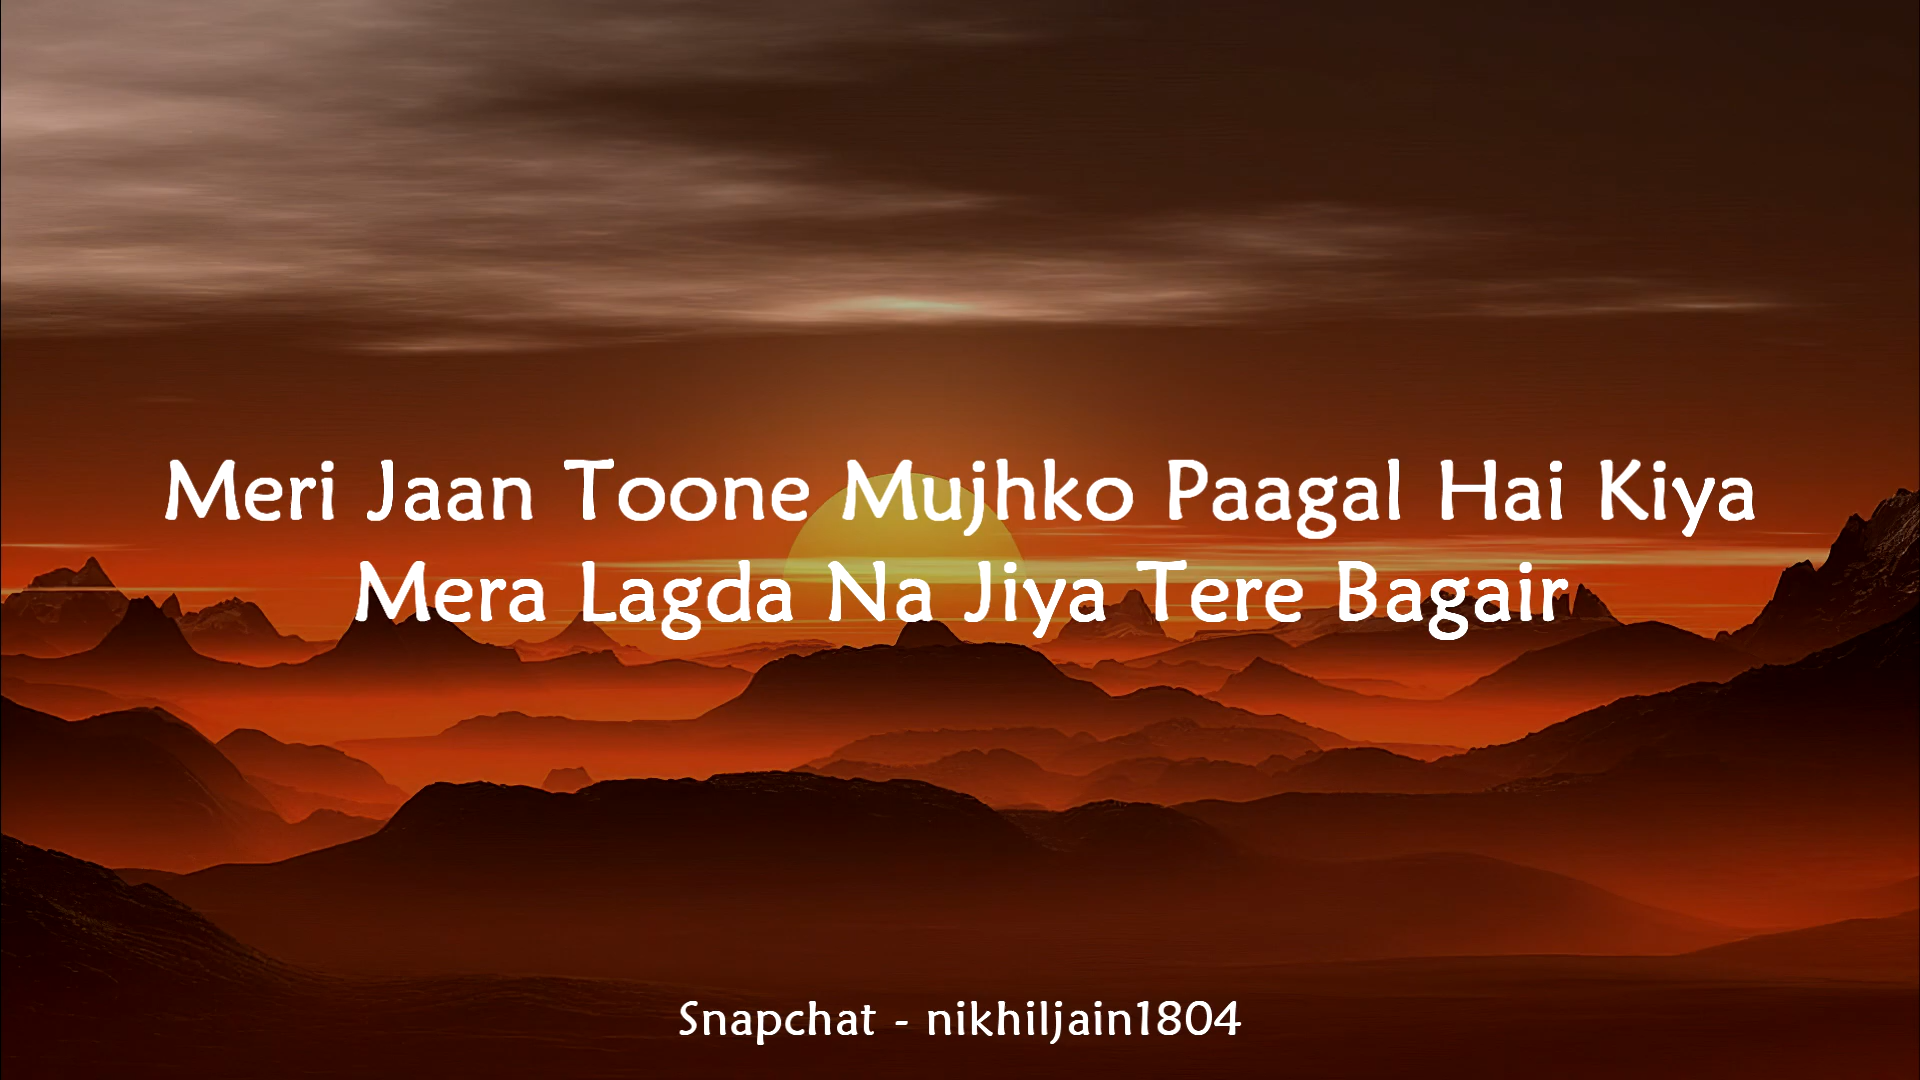 Meri Jaan Toone Mujhko Paagal Hai Kiya
Mera Lagda Na Jiya Tere Bagair
Snapchat - nikhiljain1804